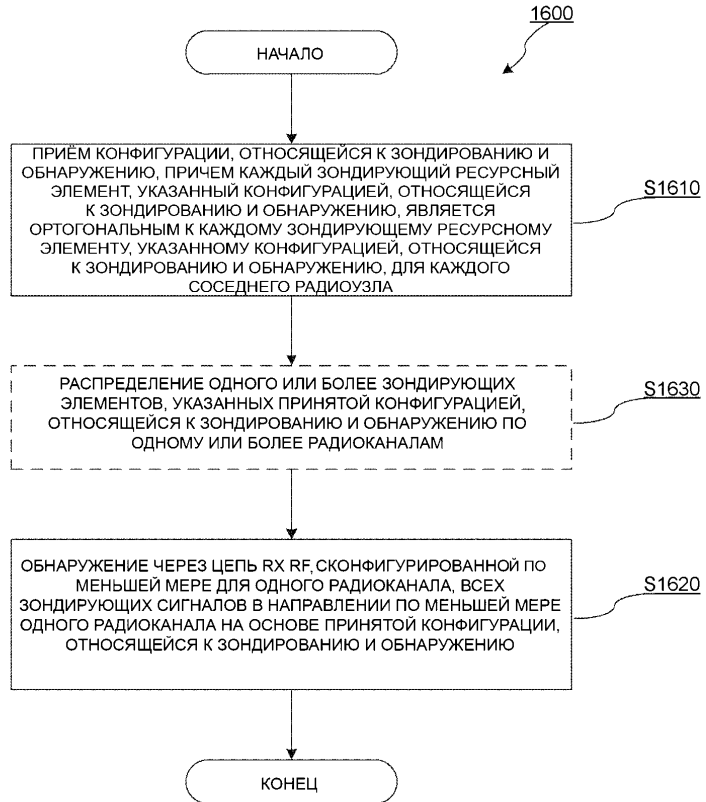 1600
НАЧАЛО
ПРИЁМ КОНФИГУРАЦИИ, ОТНОСЯЩЕЙСЯ К ЗОНДИРОВАНИЮ И
ОБНАРУЖЕНИЮ, ПРИЧЕМ КАЖДЫЙ ЗОНДИРУЮЩИЙ РЕСУРСНЫЙ
ЭЛЕМЕНТ, УКАЗАННЫЙ КОНФИГУРАЦИЕЙ, ОТНОСЯЩЕЙСЯ
К ЗОНДИРОВАНИЮ И ОБНАРУЖЕНИЮ, ЯВЛЯЕТСЯ
ОРТОГОНАЛЬНЫМ К КАЖДОМУ ЗОНДИРУЮЩЕМУ РЕСУРСНОМУ
ЭЛЕМЕНТУ, УКАЗАННОМУ КОНФИГУРАЦИЕЙ, ОТНОСЯЩЕЙСЯ
К ЗОНДИРОВАНИЮ И ОБНАРУЖЕНИЮ, ДЛЯ КАЖДОГО
СОСЕДНЕГО РАДИОУЗЛА
S1610
РАСПРЕДЕЛЕНИЕ ОДНОГО ИЛИ БОЛЕЕ ЗОНДИРУЮЩИХ
ЭЛЕМЕНТОВ, УКАЗАННЫХ ПРИНЯТОЙ КОНФИГУРАЦИЕЙ,
ОТНОСЯЩЕЙСЯ К ЗОНДИРОВАНИЮ И ОБНАРУЖЕНИЮ ПО
ОДНОМУ ИЛИ БОЛЕЕ РАДИОКАНАЛАМ
S1630
ОБНАРУЖЕНИЕ ЧЕРЕЗ ЦЕПЬ RX RF, СКОНФИГУРИРОВАННОЙ ПО
МЕНЬШЕЙ МЕРЕ ДЛЯ ОДНОГО РАДИОКАНАЛА, ВСЕХ
ЗОНДИРУЮЩИХ СИГНАЛОВ В НАПРАВЛЕНИИ ПО МЕНЬШЕЙ МЕРЕ
ОДНОГО РАДИОКАНАЛА НА ОСНОВЕ ПРИНЯТОЙ КОНФИГУРАЦИИ,
ОТНОСЯЩЕЙСЯ К ЗОНДИРОВАНИЮ И ОБНАРУЖЕНИЮ
S1620
КОНЕЦ